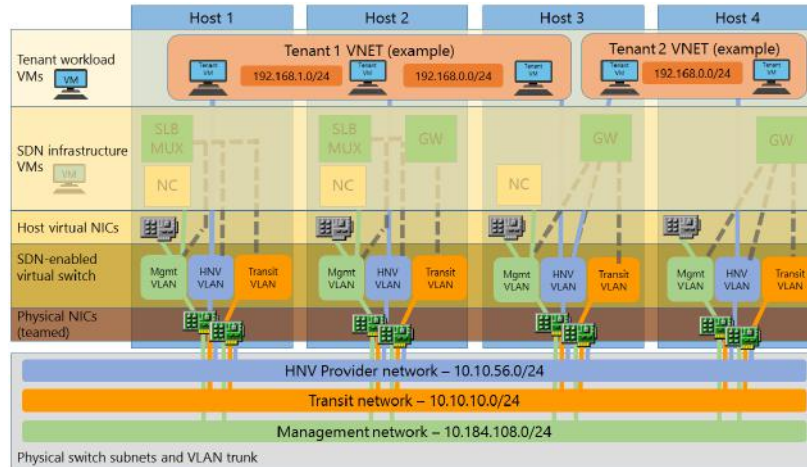 Host 1
Host 2
Host 3
Host 4
Tenant workload
VMs
VM
Tenant 1 VNET (example)
Tenant
VM
192.168.1.0/24
Tenant
VM
192.168.0.0/24
Tenant
VM
Tenant 2 VNET (example)
Tenant
VM
192.168.0.0/24
Tenant
VM
SDN infrastructure
VMs
VM
SLB
MUX
NC
SLB
MUX
GW
NC
GW
NC
GW
Host virtual NICs
SDN-enabled
virtual switch
Mgmt
VLAN
HNV
VLAN
Transit
VLAN
Mgmt
VLAN
HNV
VLAN
Transit
VLAN
Mgmt
VLAN
HNV
VLAN
Transit
VLAN
Mgmt
VLAN
HNV
VLAN
Transit
VLAN
Physical NICs
(teamed)
HNV Provider network – 10.10.56.0/24
Transit network – 10.10.10.0/24
Management network – 10.184.108.0/24
Physical switch subnets and VLAN trunk